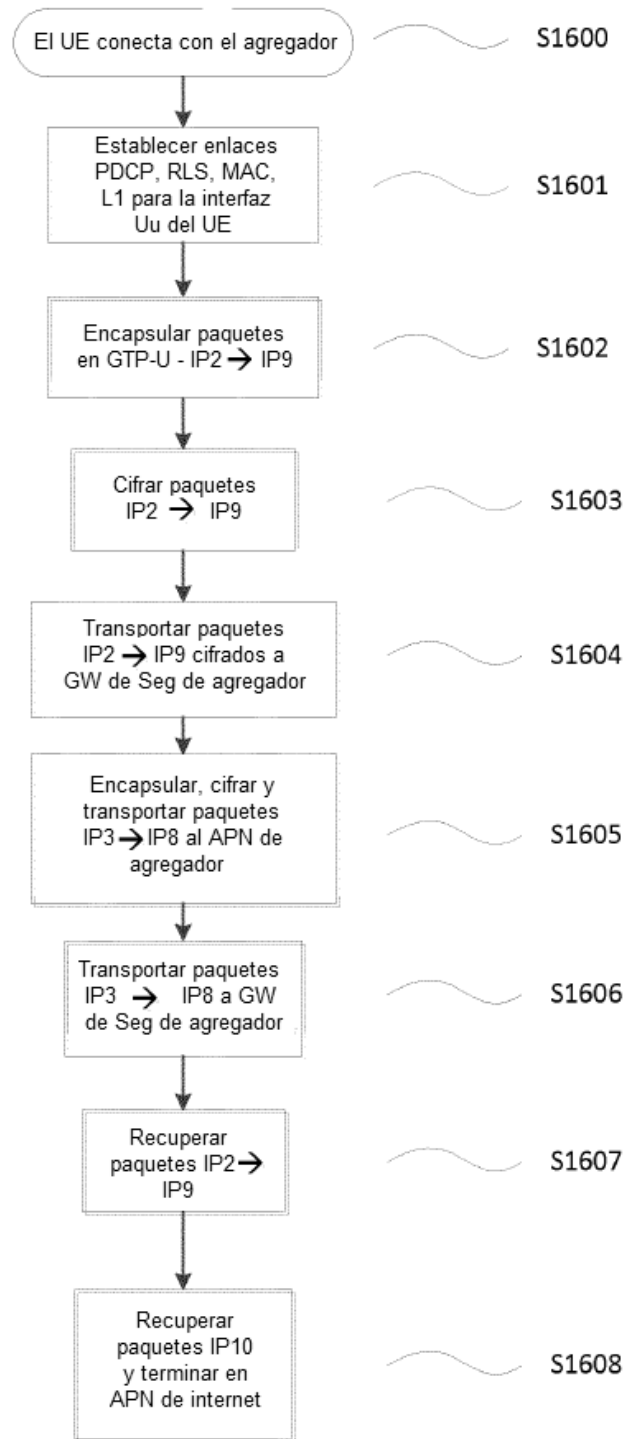 El UE conecta con el agregador
S1600
Establecer enlaces
PDCP, RLS, MAC,
L1 para la interfaz
Uu del UE
S1601
Encapsular paquetes
en GTP-U - IP2 → IP9
S1602
Cifrar paquetes
IP2 → IP9
S1603
Transportar paquetes
IP2 → IP9 cifrados a
GW de Seg de agregador
S1604
Encapsular, cifrar y
transportar paquetes
IP3 → IP8 al APN de
agregador
S1605
Transportar paquetes
IP3 → IP8 a GW
de Seg de agregador
S1606
Recuperar
paquetes IP2 →
IP9
S1607
Recuperar
paquetes IP10
y terminar en
APN de internet
S1608